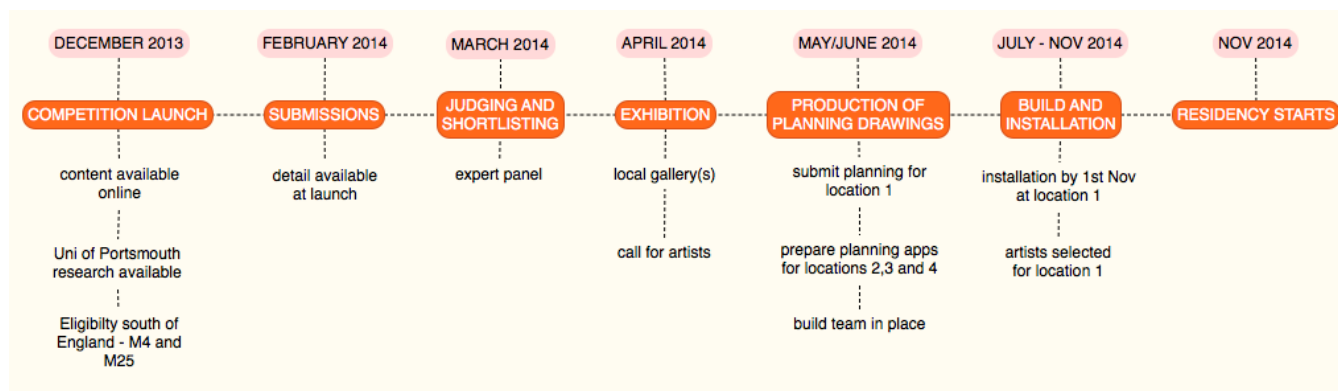 DECEMBER 2013
FEBRUARY 2014
MARCH 2014
APRIL 2014
MAY/JUNE 2014
JULY - NOV 2014
NOV 2014
COMPETITION LAUNCH
SUBMISSIONS
JUDGING AND
SHORTLISTING
EXHIBITION
PRODUCTION OF
PLANNING DRAWINGS
BUILD AND
INSTALLATION
RESIDENCY STARTS
content available
online
Uni of Portsmouth
research available
Eligibilty south of
England - M4 and
M25
detail available
at launch
expert panel
local gallery(s)
call for artists
submit planning for
location 1
prepare planning apps
for locations 2,3 and 4
build team in place
installation by 1st Nov
at location 1
artists selected
for location 1